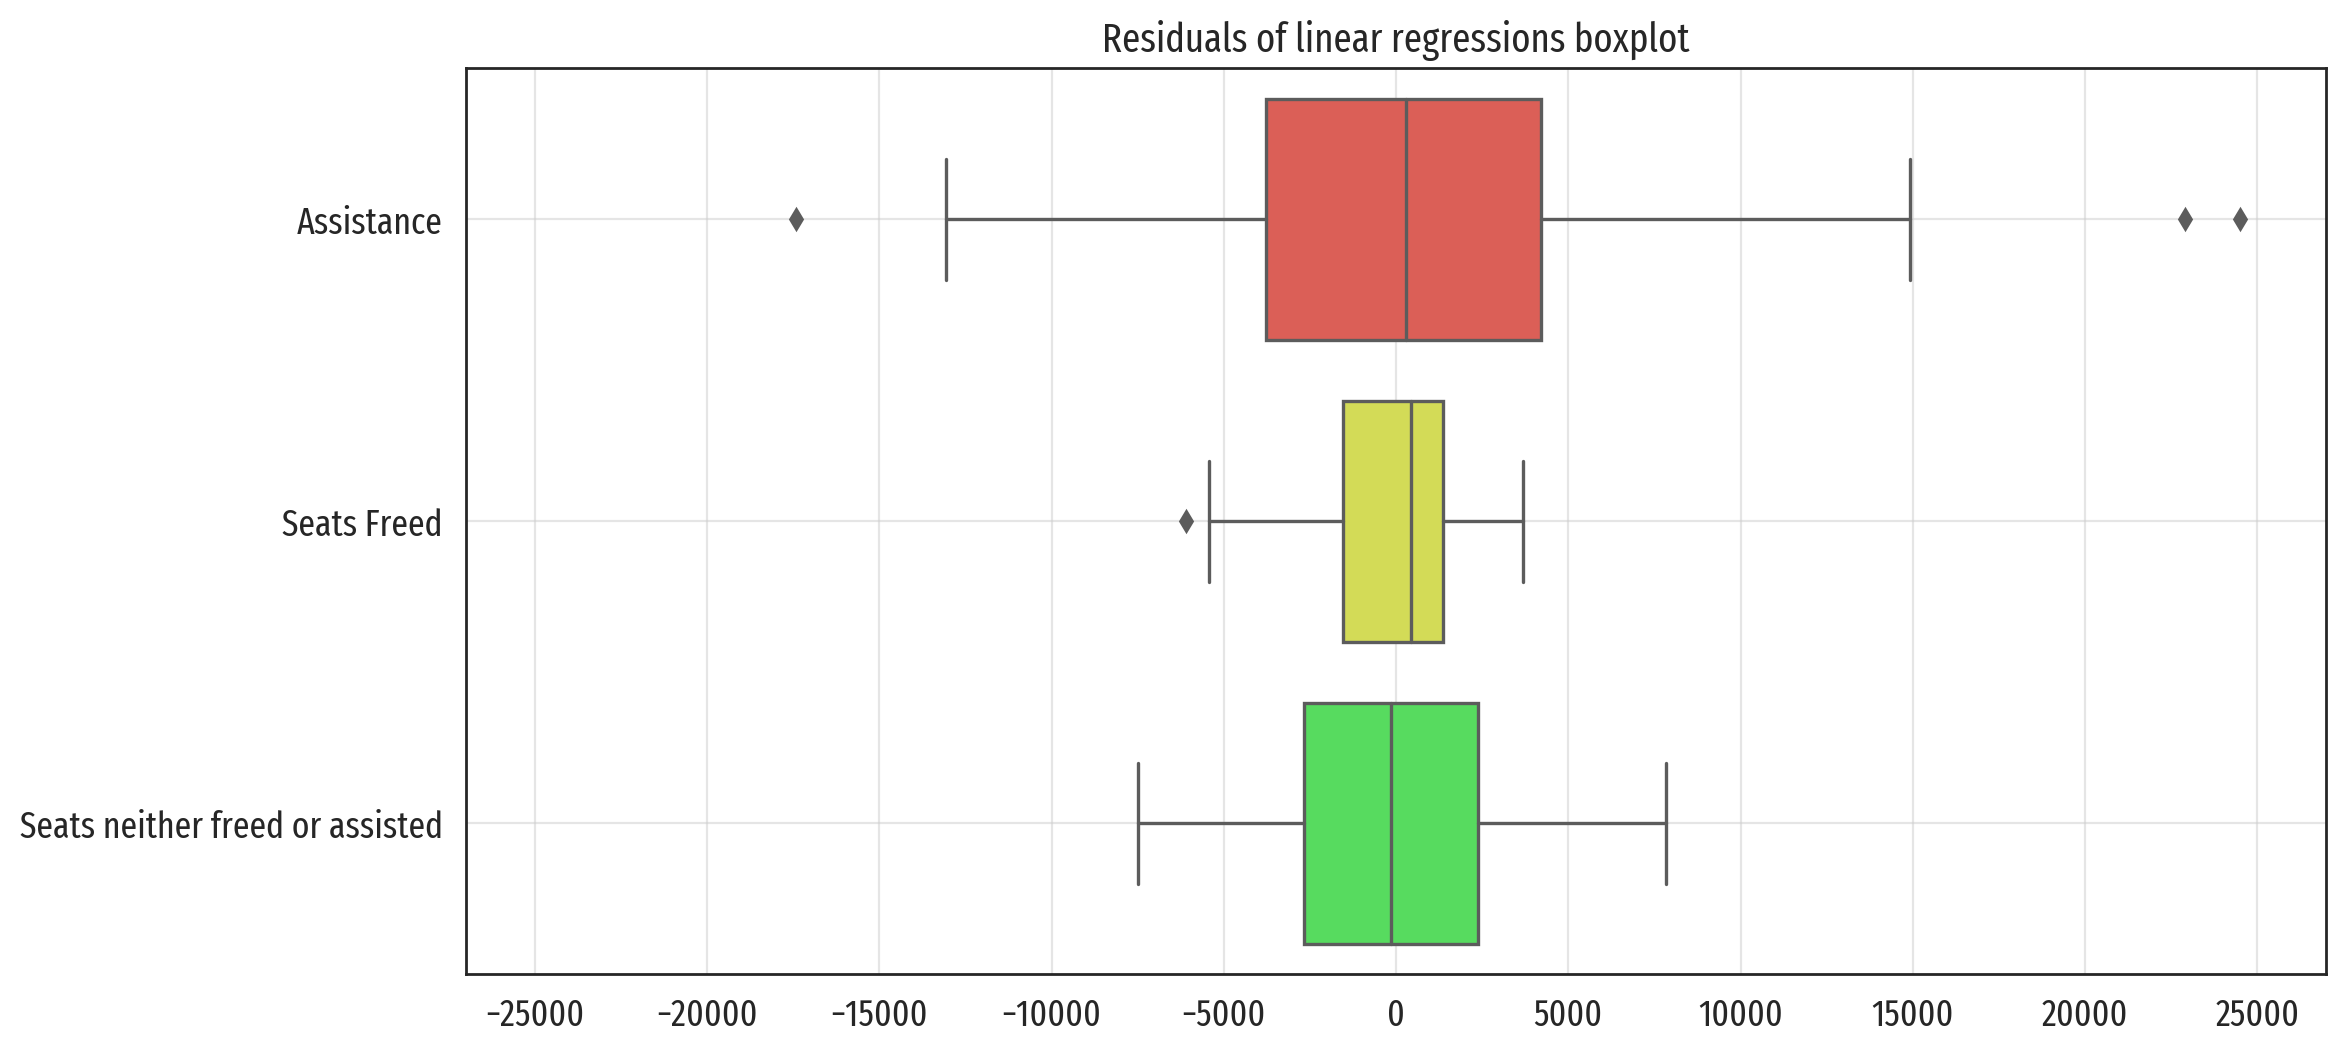 Residuals of linear regressions boxplot
Assistance
Seats Freed
Seats neither freed or assisted
−25000 −20000 −15000 −10000 −5000 0 5000 10000 15000 20000 25000